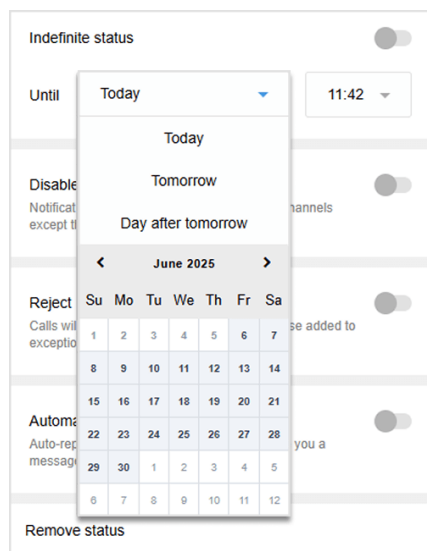 Indefinite status
Until Today 11:42
Today
Tomorrow
Day after tomorrow
June 2025
Su Mo Tu We Th Fr Sa
1 2 3 4 5 6 7
8 9 10 11 12 13 14
15 16 17 18 19 20 21
22 23 24 25 26 27 28
29 30 1 2 3 4 5
6 7 8 9 10 11 12
Disable
Notificat annels
except th
Reject
Calls wil se added to
exceptio
Automa
Auto-rep you a
message
Remove status